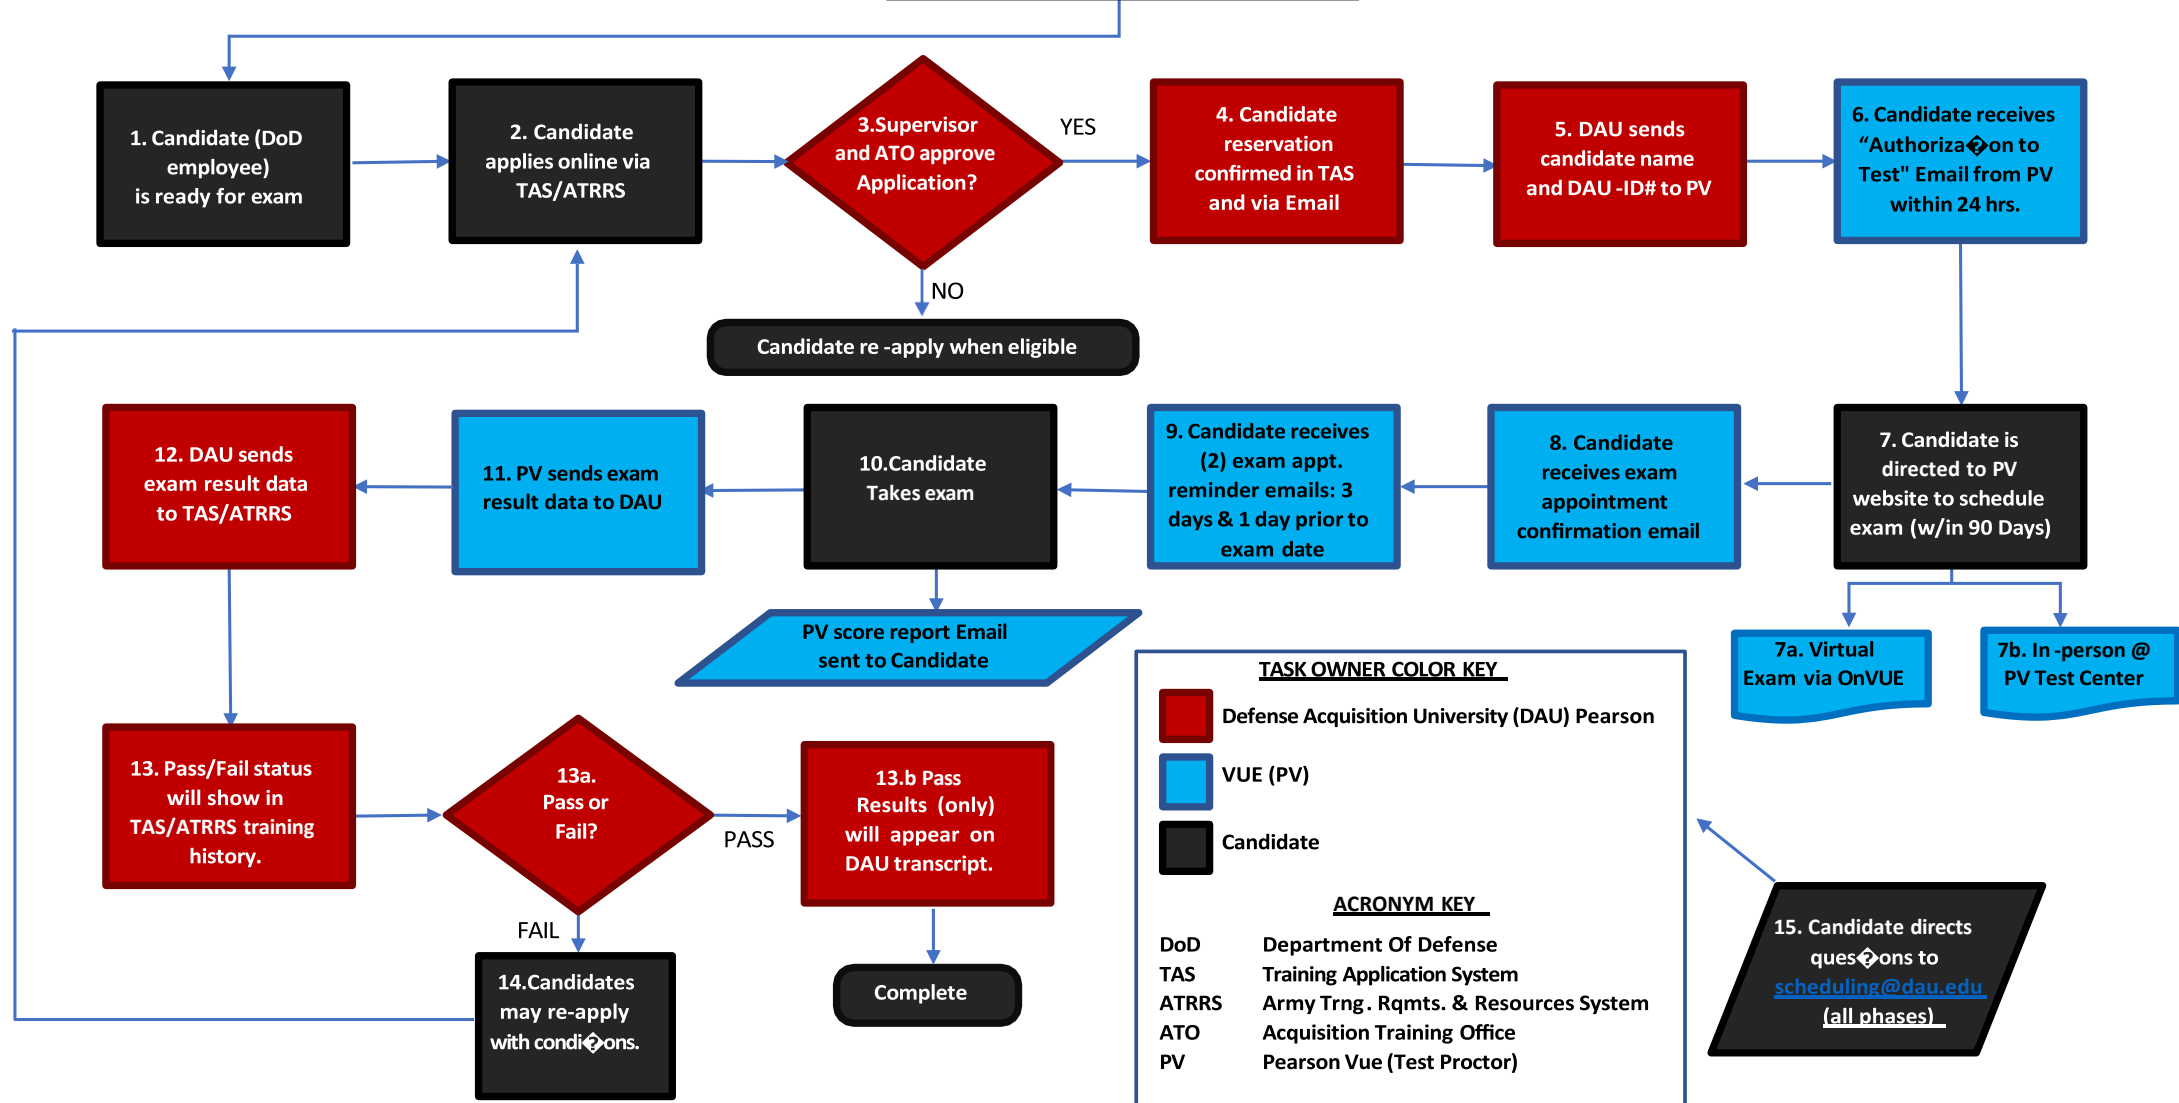 1. Candidate (DoD
employee)
is ready for exam
2. Candidate
applies online via
TAS/ATRRS
3.Supervisor
and ATO approve
Application?
YES
NO
4. Candidate
reservation
confirmed in TAS
and via Email
5. DAU sends
candidate name
and DAU -ID# to PV
6. Candidate receives
“Authoriza�on to
Test" Email from PV
within 24 hrs.
Candidate re -apply when eligible
12. DAU sends
exam result data
to TAS/ATRRS
11. PV sends exam
result data to DAU
10.Candidate
Takes exam
9. Candidate receives
(2) exam appt.
reminder emails: 3
days & 1 day prior to
exam date
8. Candidate
receives exam
appointment
confirmation email
7. Candidate is
directed to PV
website to schedule
exam (w/in 90 Days)
PV score report Email
sent to Candidate
7a. Virtual
Exam via OnVUE
7b. In -person @
PV Test Center
13. Pass/Fail status
will show in
TAS/ATRRS training
history.
13a.
Pass or
Fail?
PASS
FAIL
13.b Pass
Results (only)
will appear on
DAU transcript.
Complete
14.Candidates
may re-apply
with condi�ons.
TASK OWNER COLOR KEY
Defense Acquisition University (DAU) Pearson
VUE (PV)
Candidate
ACRONYM KEY
DoD Department Of Defense
TAS Training Application System
ATRRS Army Trng. Rqmts. & Resources System
ATO Acquisition Training Office
PV Pearson Vue (Test Proctor)
15. Candidate directs
ques�ons to
scheduling@dau.edu
(all phases)